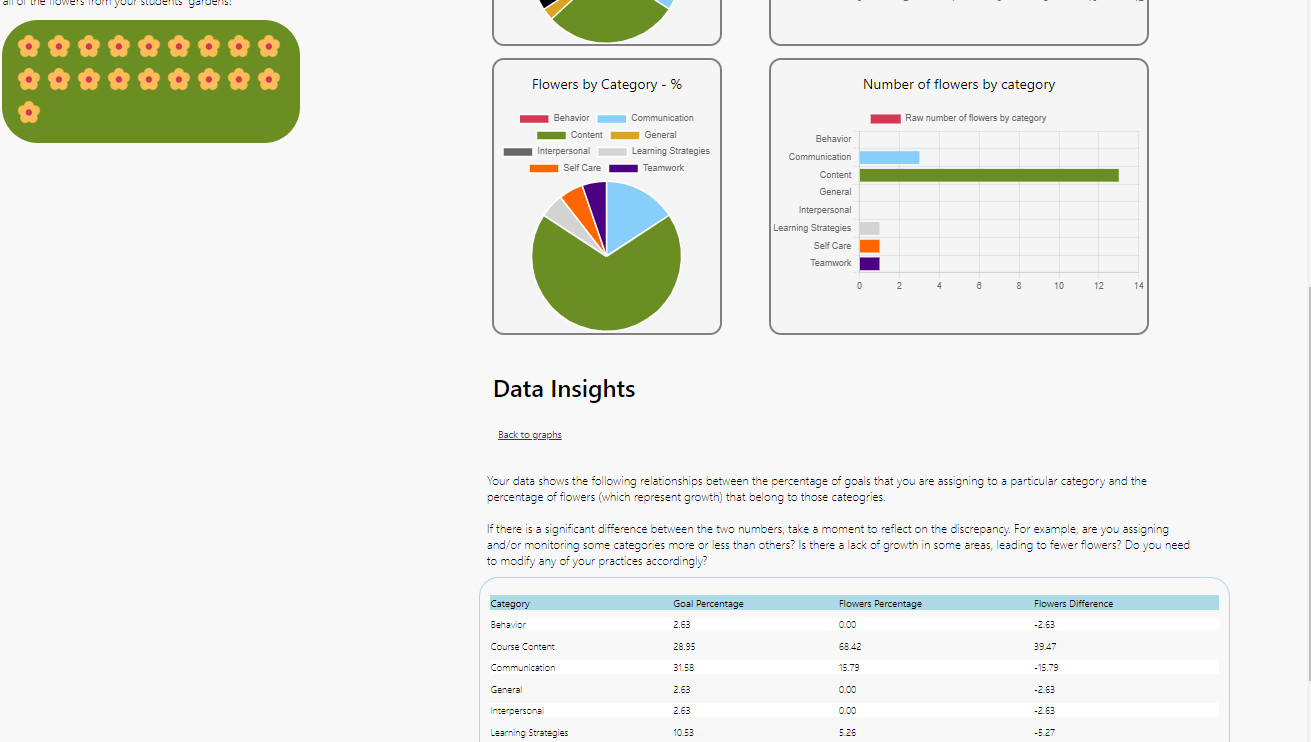 all of the flowers from your students' gardens!
Flowers by Category - %
Behavior Communication
Content General
Interpersonal Learning Strategies
Self Care Teamwork
Number of flowers by category
Raw number of flowers by category
Behavior
Communication
Content
General
Interpersonal
Learning Strategies
Self Care
Teamwork
0 2 4 6 8 10 12 14
Data Insights
Back to graphs
Your data shows the following relationships between the percentage of goals that you are assigning to a particular category and the
percentage of flowers (which represent growth) that belong to those cateogries.
If there is a significant difference between the two numbers, take a moment to reflect on the discrepancy. For example, are you assigning
and/or monitoring some categories more or less than others? Is there a lack of growth in some areas, leading to fewer flowers? Do you need
to modify any of your practices accordingly?
Category Goal Percentage Flowers Percentage Flowers Difference
Behavior 2.63 0.00 -2.63
Course Content 28.95 68.42 39.47
Communication 31.58 15.79 -15.79
General 2.63 0.00 -2.63
Interpersonal 2.63 0.00 -2.63
Learning Strategies 10.53 5.26 -5.27